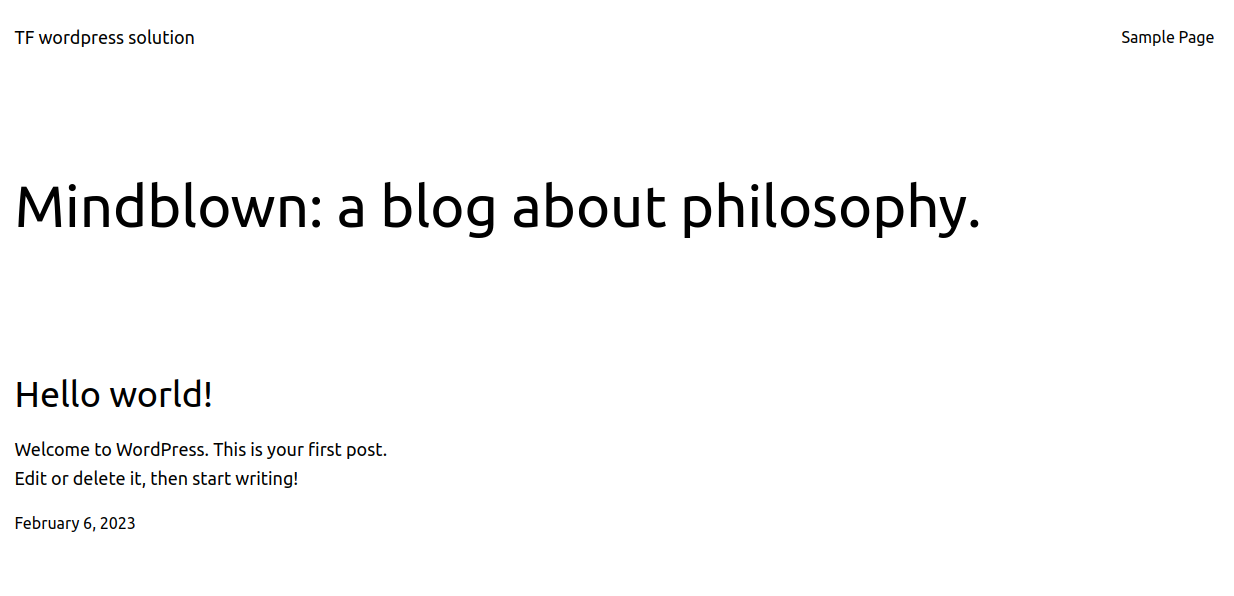 TF wordpress solution
Sample Page
Mindblown: a blog about philosophy.
Hello world!
Welcome to WordPress. This is your first post.
Edit or delete it, then start writing!
February 6, 2023